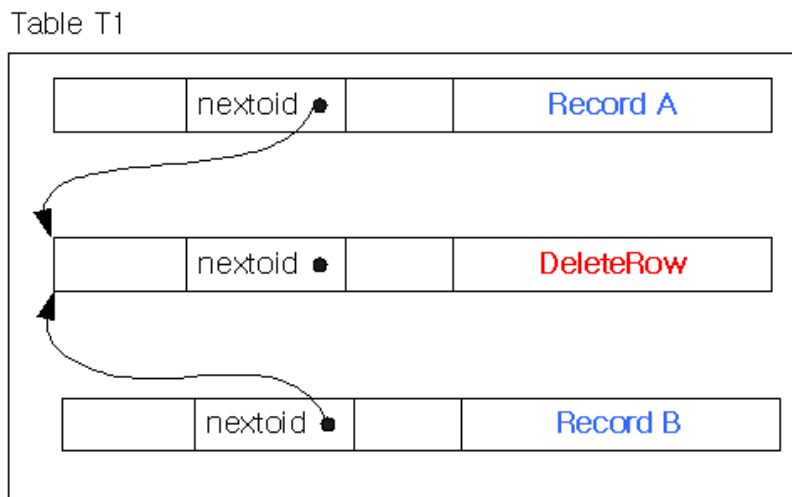 Table T1
nextoid Record A
nextoid DeleteRow
nextoid Record B